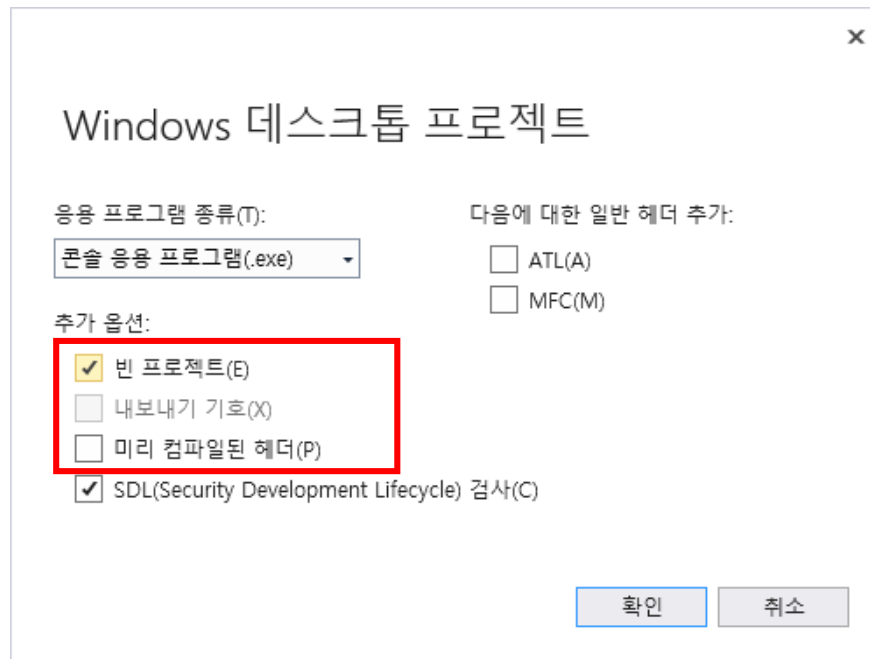 Windows 데스크톱 프로젝트
응용 프로그램 종류(T):
콘솔 응용 프로그램(.exe)
추가 옵션:
빈 프로젝트(E)
내보내기 기호(X)
미리 컴파일된 헤더(P)
SDL(Security Development Lifecycle) 검사(C)
다음에 대한 일반 헤더 추가:
ATL(A)
MFC(M)
확인
취소